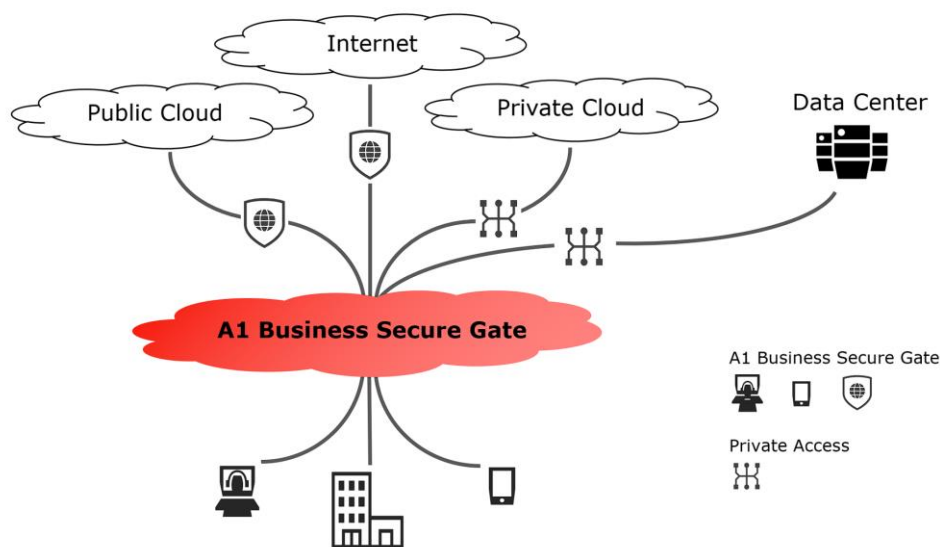 Internet
Public Cloud
Private Cloud
Data Center
A1 Business Secure Gate
A1 Business Secure Gate
Private Access